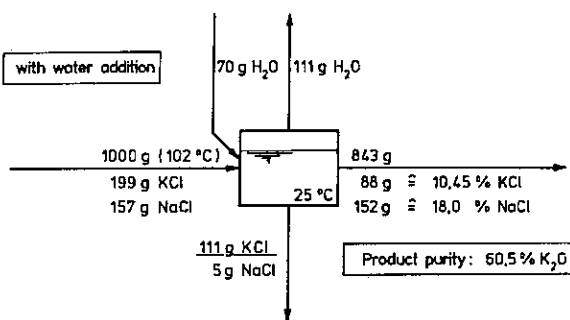 with water addition
70 g H₂O
111 g H₂O
1000 g (102 °C)
199 g KCl
157 g NaCl
25 °C
843 g
88 g ≙ 10,45 % KCl
152 g ≙ 18,0 % NaCl
111 g KCl
5 g NaCl
Product purity: 60,5 % K₂O